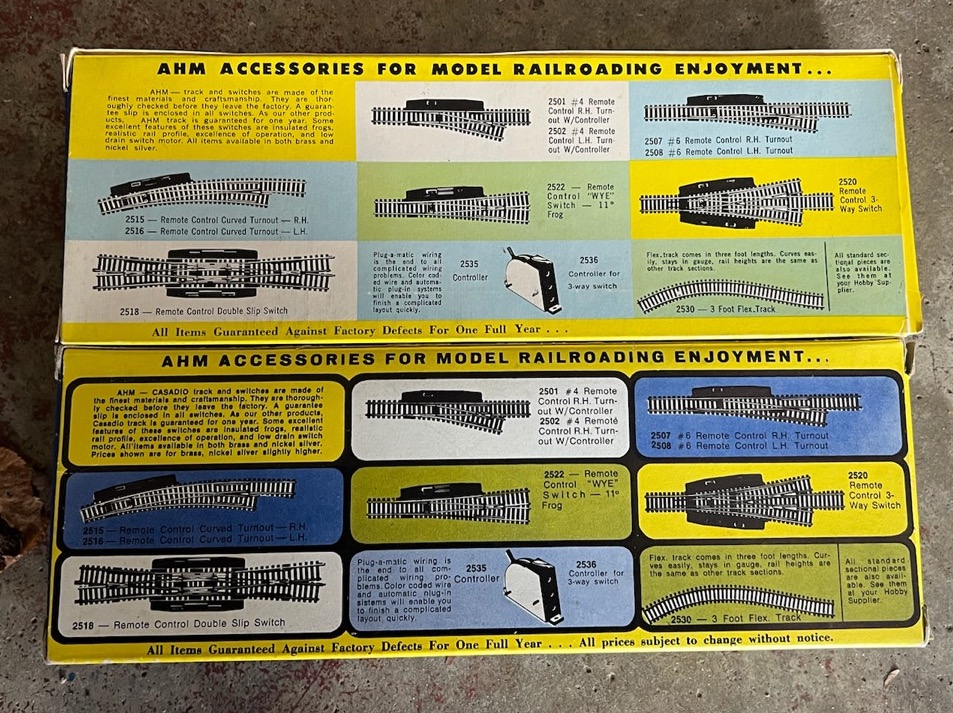 AHM ACCESSORIES FOR MODEL RAILROADING ENJOYMENT...
AHM — track and switches are made of the
finest materials and craftsmanship. They are thor-
oughly checked before they leave the factory. A guaran-
tee slip is enclosed in all switches. As our other prod-
ucts, AHM track is guaranteed for one year. Some
excellent features of these switches are insulated frogs,
realistic rail profile, excellence of operation, and low
drain switch motor. All items available in both brass and
nickel silver.
2501 #4 Remote
Control R.H. Turn-
out W/Controller
2502 #4 Remote
Control L.H. Turn-
out W/Controller
2507 #6 Remote Control R.H. Turnout
2508 #6 Remote Control L.H. Turnout
2515 — Remote Control Curved Turnout — R.H.
2516 — Remote Control Curved Turnout — L.H.
2522 — Remote
Control "WYE"
Switch — 11°
Frog
2520
Remote
Control 3-
Way Switch
2518 — Remote Control Double Slip Switch
Plug-a-matic wiring
is the end to all
complicated wiring
problems. Color cod-
ed wire and automa-
tic plug-in systems
will enable you to
finish a complicated
layout quickly.
2535
Controller
2536
Controller for
3-way switch
Flex.track comes in three foot lengths. Curves eas-
ily, stays in gauge, rail heights are the same as
other track sections.
2530 — 3 Foot Flex.Track
All standard sec-
tional pieces are
also available.
See them at
your Hobby Sup-
plier.
All Items Guaranteed Against Factory Defects For One Full Year . . .
AHM ACCESSORIES FOR MODEL RAILROADING ENJOYMENT...
AHM — CASADIO track and switches are made of
the finest materials and craftsmanship. They are thorough-
ly checked before they leave the factory. A guarantee
slip is enclosed in all switches. As our other products,
Casadio track is guaranteed for one year. Some excellent
features of these switches are insulated frogs, realistic
rail profile, excellence of operation, and low drain switch
motor. All items available in both brass and nickel silver.
Prices shown are for brass, nickel silver slightly higher.
2501 #4 Remote
Control R.H. Turn-
out W/Controller
2502 #4 Remote
Control R.H. Turn-
out W/Controller
2507 #6 Remote Control R.H. Turnout
2508 #6 Remote Control L.H. Turnout
2515 — Remote Control Curved Turnout — R.H.
2516 — Remote Control Curved Turnout — L.H.
2522 — Remote
Control "WYE"
Switch — 11°
Frog
2520
Remote
Control 3-
Way Switch
2518 — Remote Control Double Slip Switch
Plug-a-matic wiring is
the end to all com-
plicated wiring pro-
blems. Color coded wire
and automatic nlug-in
sistems will enable you
to finish a complicated
layout quickly.
2535
Controller
2536
Controller for
3-way switch
Flex. track comes in three foot lengths. Cur-
ves easily, stays in gauge, rail heights are
the same as other track sections.
2530 — 3 Foot Flex. Track
All standard
sectional pieces
are also avail-
able. See them
at your Hobby
Supplier.
All Items Guaranteed Against Factory Defects For One Full Year . . . All prices subject to change without notice.